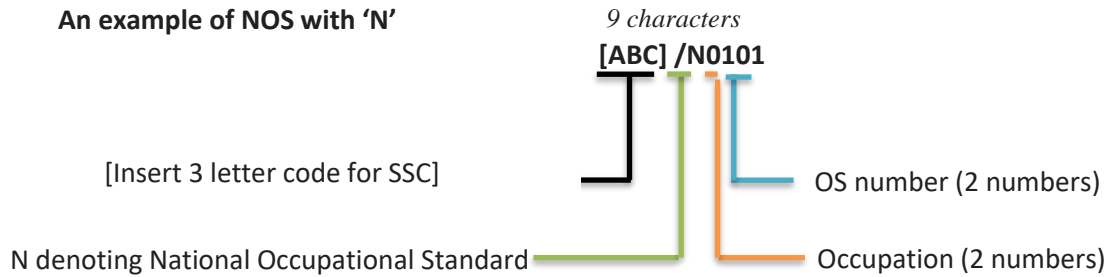 An example of NOS with ‘N’
9 characters
[ABC] /N0101
[Insert 3 letter code for SSC]
OS number (2 numbers)
N denoting National Occupational Standard
Occupation (2 numbers)